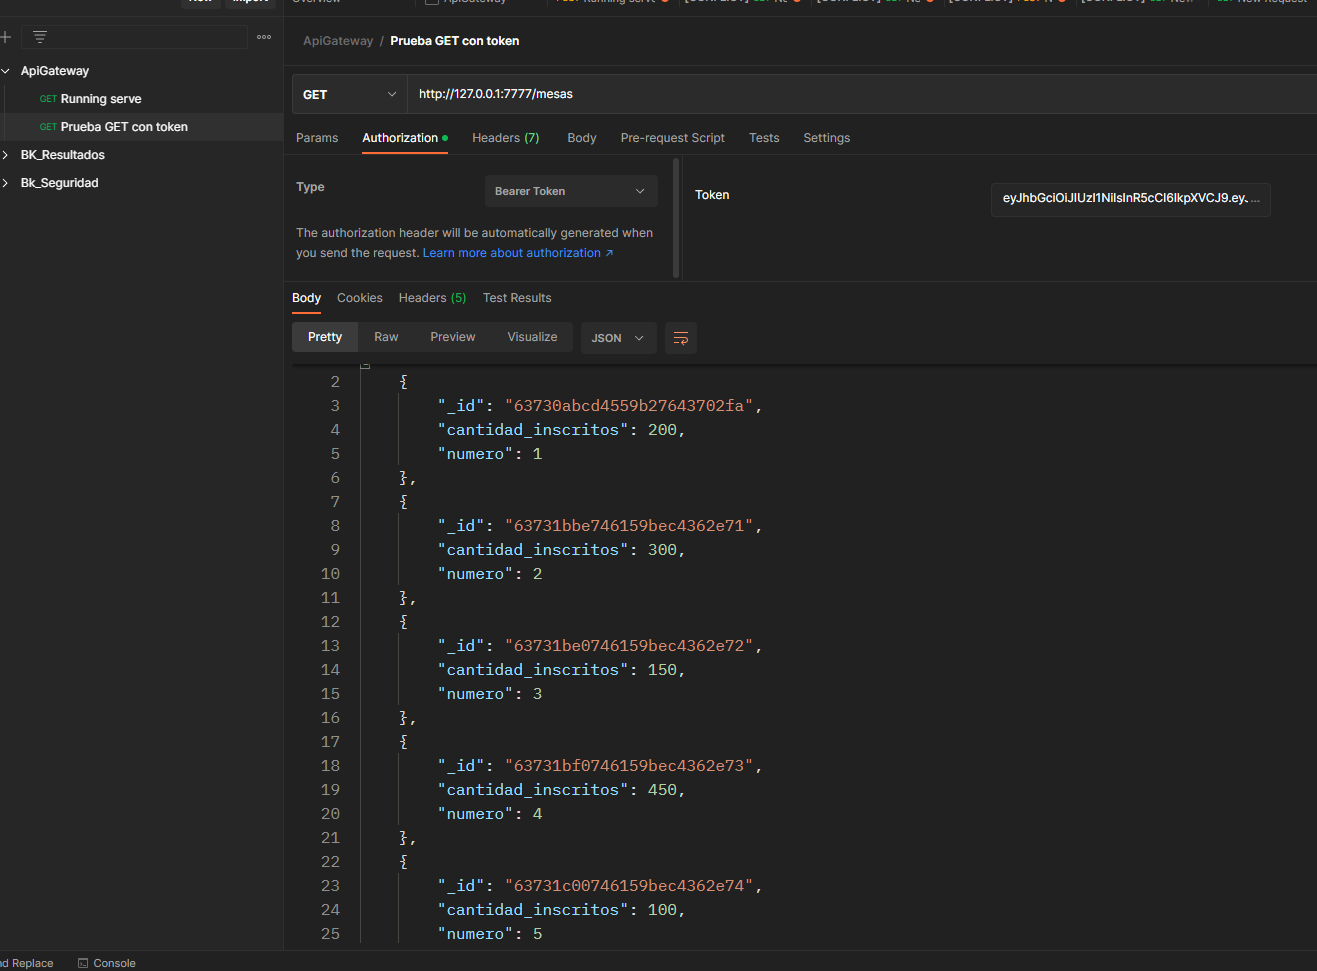 Overview
ApiGateway
ApiGateway / Prueba GET con token
ApiGateway
GET Running serve
GET Prueba GET con token
BK_Resultados
Bk_Seguridad
GET
http://127.0.0.1:7777/mesas
Params Authorization Headers (7) Body Pre-request Script Tests Settings
Type
Bearer Token
The authorization header will be automatically generated when
you send the request. Learn more about authorization ↗
Token
Body Cookies Headers (5) Test Results
Pretty Raw Preview Visualize JSON
2 {
3 "_id": "63730abcd4559b27643702fa",
4 "cantidad_inscritos": 200,
5 "numero": 1
6 },
7 {
8 "_id": "63731bbe746159bec4362e71",
9 "cantidad_inscritos": 300,
10 "numero": 2
11 },
12 {
13 "_id": "63731be0746159bec4362e72",
14 "cantidad_inscritos": 150,
15 "numero": 3
16 },
17 {
18 "_id": "63731bf0746159bec4362e73",
19 "cantidad_inscritos": 450,
20 "numero": 4
21 },
22 {
23 "_id": "63731c00746159bec4362e74",
24 "cantidad_inscritos": 100,
25 "numero": 5
Replace
Console